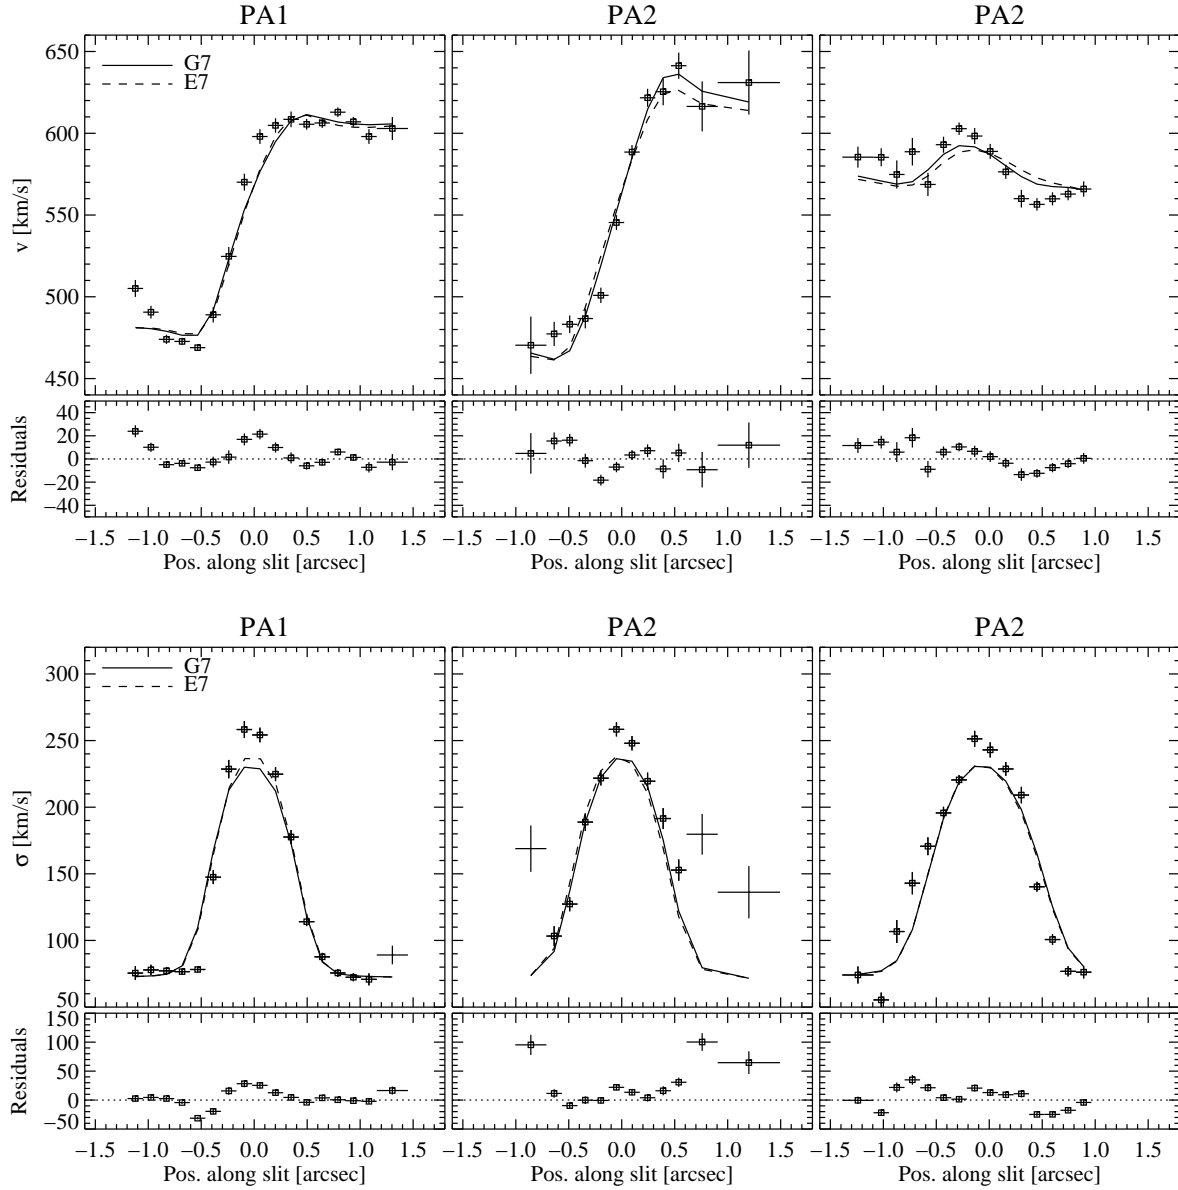 PA1 PA2 PA2
G7
E7
650
600
550
500
450
v [km/s]
40
20
0
−20
−40
Residuals
−1.5 −1.0 −0.5 0.0 0.5 1.0 1.5 −1.5 −1.0 −0.5 0.0 0.5 1.0 1.5 −1.5 −1.0 −0.5 0.0 0.5 1.0 1.5
Pos. along slit [arcsec] Pos. along slit [arcsec] Pos. along slit [arcsec]
PA1 PA2 PA2
G7
E7
300
250
200
150
100
50
σ [km/s]
150
100
50
0
−50
Residuals
−1.5 −1.0 −0.5 0.0 0.5 1.0 1.5 −1.5 −1.0 −0.5 0.0 0.5 1.0 1.5 −1.5 −1.0 −0.5 0.0 0.5 1.0 1.5
Pos. along slit [arcsec] Pos. along slit [arcsec] Pos. along slit [arcsec]